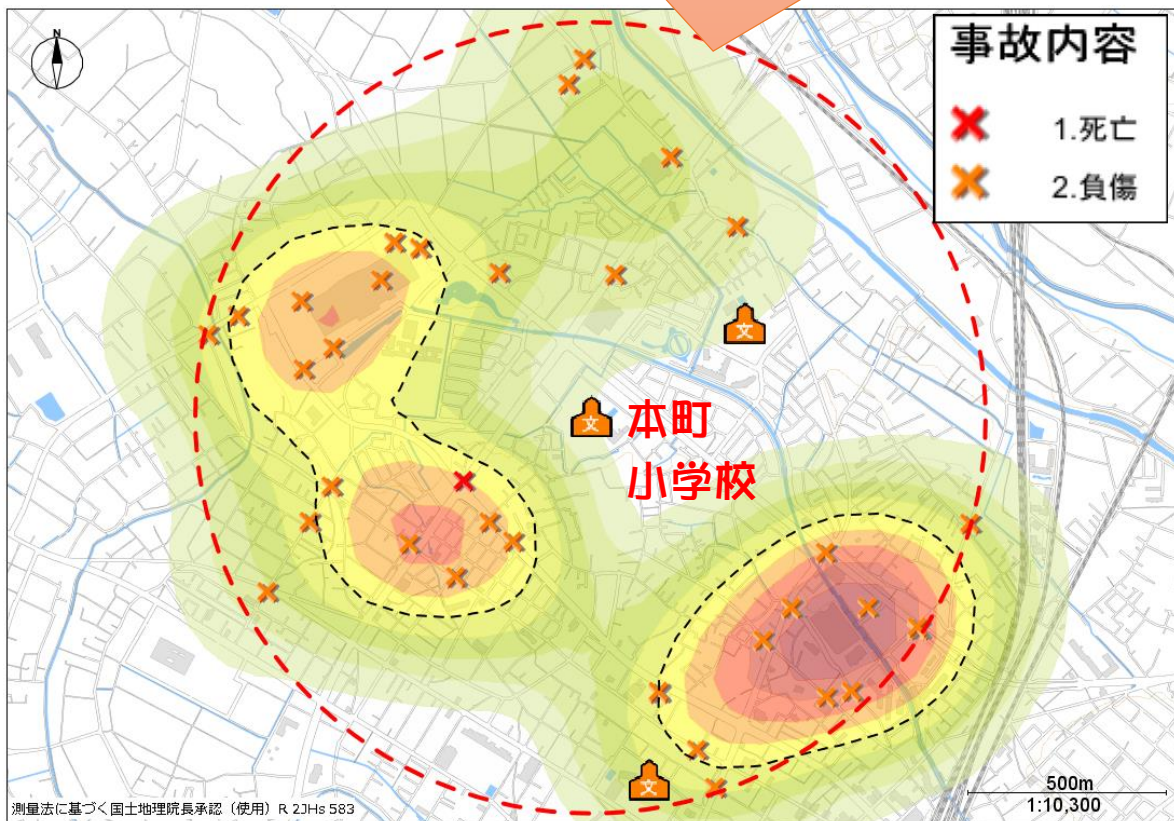 N
事故内容
1.死亡
2.負傷
文
本町
文
小学校
文
500m
1:10,300
測量法に基づく国土地理院長承認（使用）R 2JHs 583